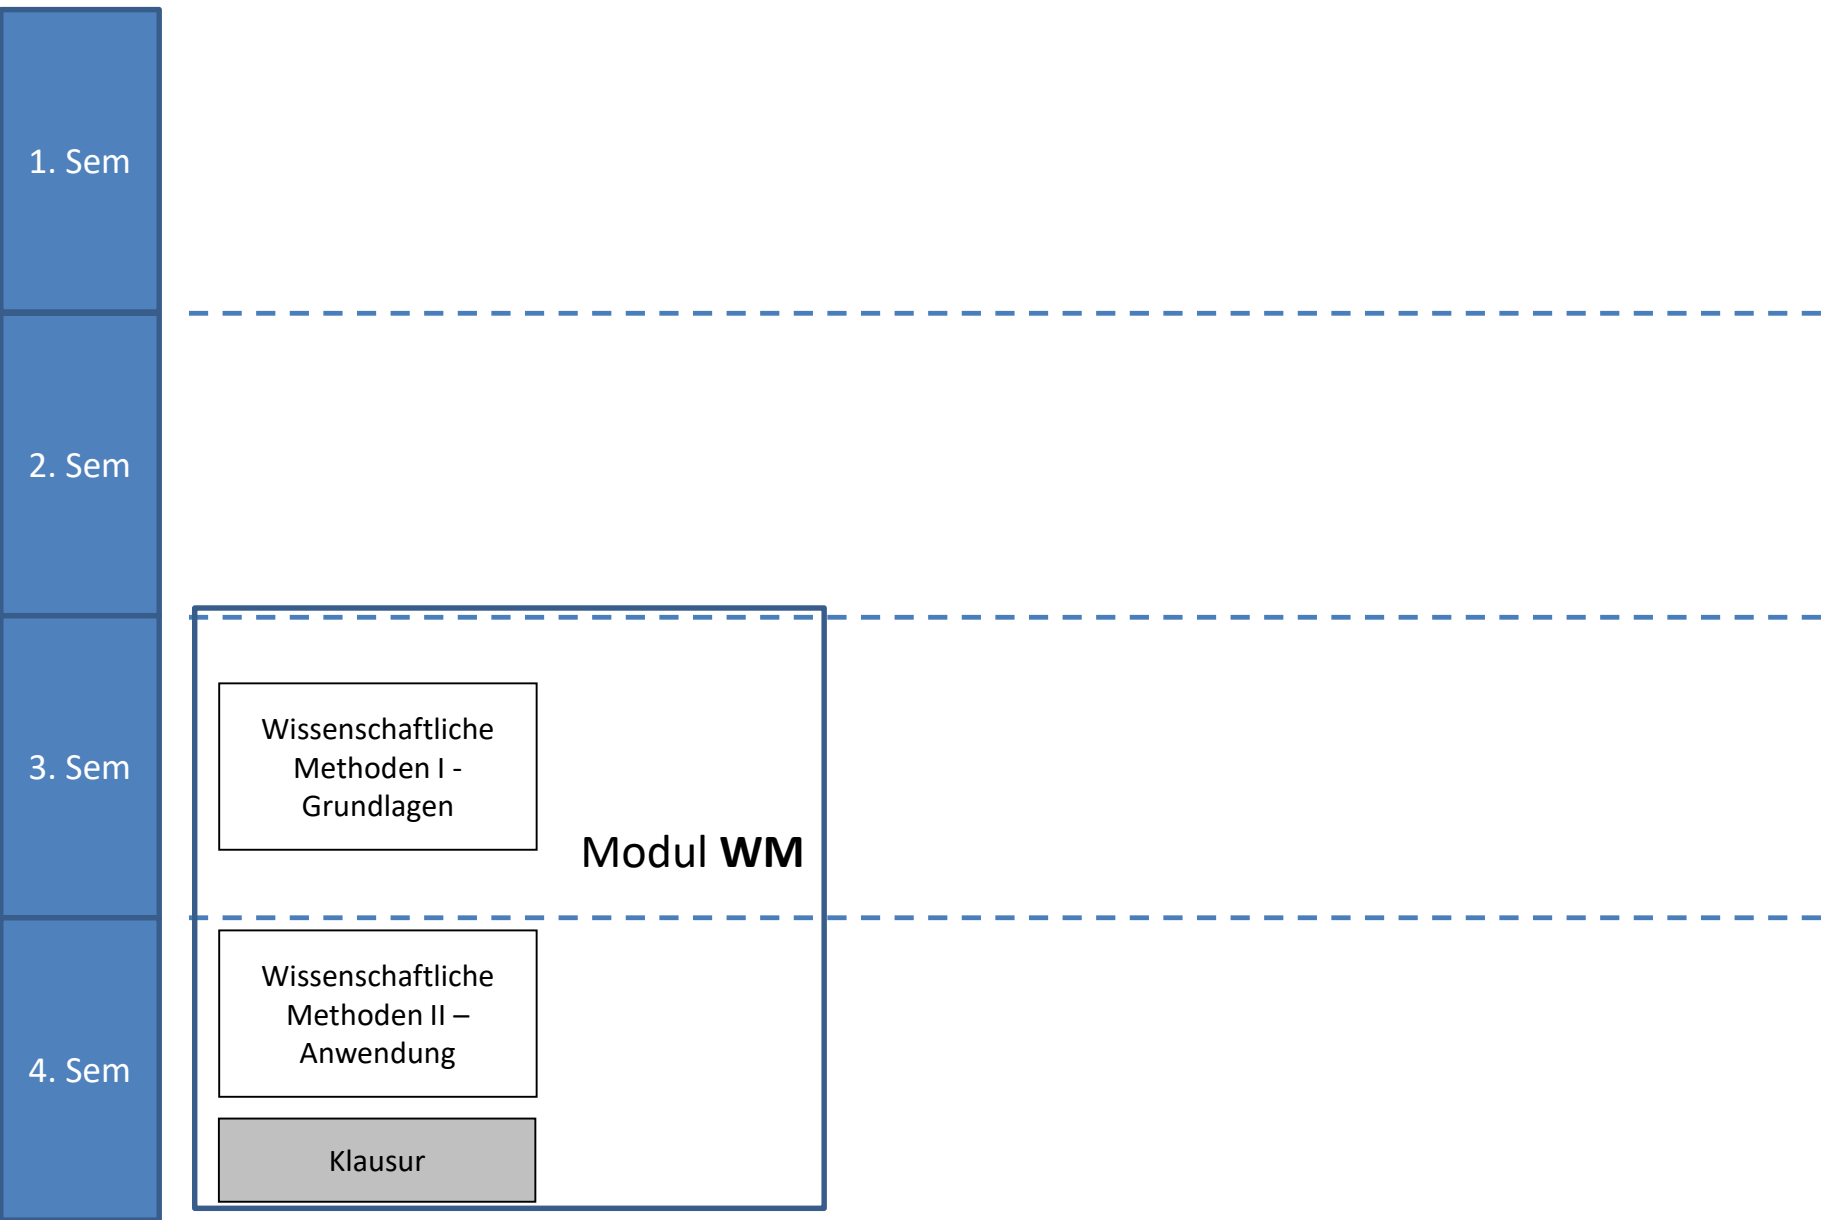 1. Sem
2. Sem
3. Sem
Wissenschaftliche
Methoden I -
Grundlagen
Modul WM
4. Sem
Wissenschaftliche
Methoden II –
Anwendung
Klausur